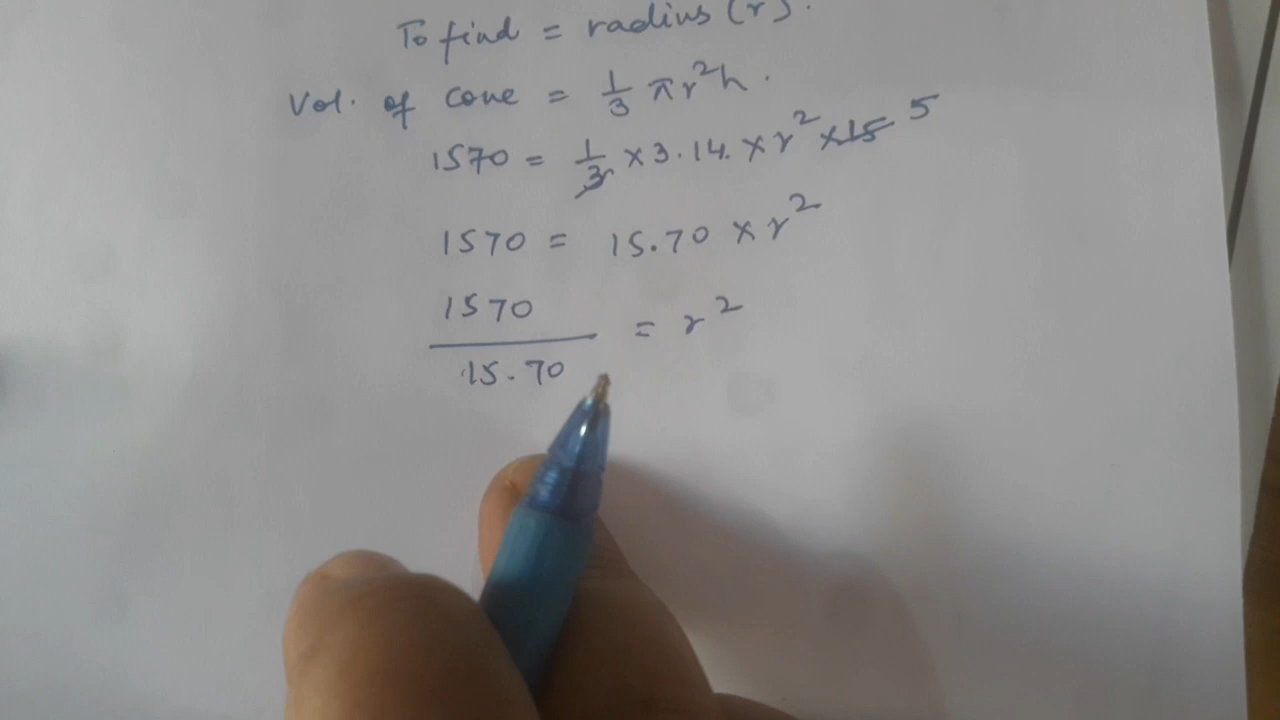 To find = radius (r).
Vol. of cone = 1/3 πr²h.
1570 = 1/3 × 3.14. × r² × 15 5
1570 = 15.70 × r²
1570
/ 15.70 = r²